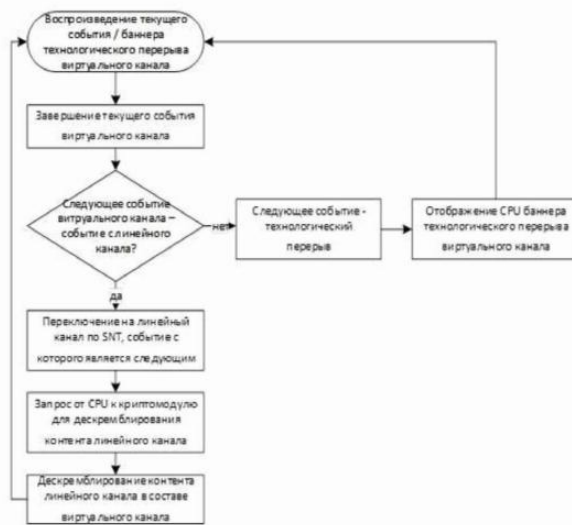 Воспроизведение текущего
события / баннера
технологического перерыва
виртуального канала
Завершение текущего события
виртуального канала
Следующее событие
витруального канала –
событие с линейного
канала?
нет
Следующее событие -
технологический
перерыв
Отображение CPU баннера
технологического перерыва
виртуального канала
да
Переключение на линейный
канал по SNT, событие с
которого является следующим
Запрос от CPU к криптомодулю
для дескремблирования
контента линейного канала
Дескремблирование контента
линейного канала в составе
виртуального канала